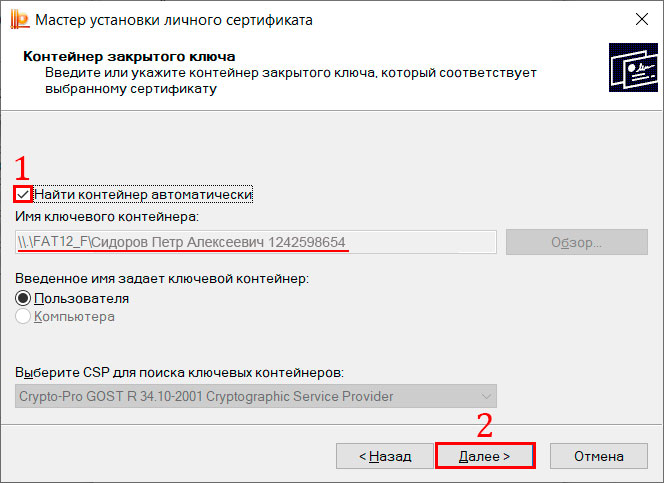 Мастер установки личного сертификата
Контейнер закрытого ключа
Введите или укажите контейнер закрытого ключа, который соответствует
выбранному сертификату
1
Найти контейнер автоматически
Имя ключевого контейнера:
\\.\FAT12_F\Сидоров Петр Алексеевич 1242598654
Обзор...
Введенное имя задает ключевой контейнер:
Пользователя
Компьютера
Выберите CSP для поиска ключевых контейнеров:
Crypto-Pro GOST R 34.10-2001 Cryptographic Service Provider
2
< Назад
Далее >
Отмена